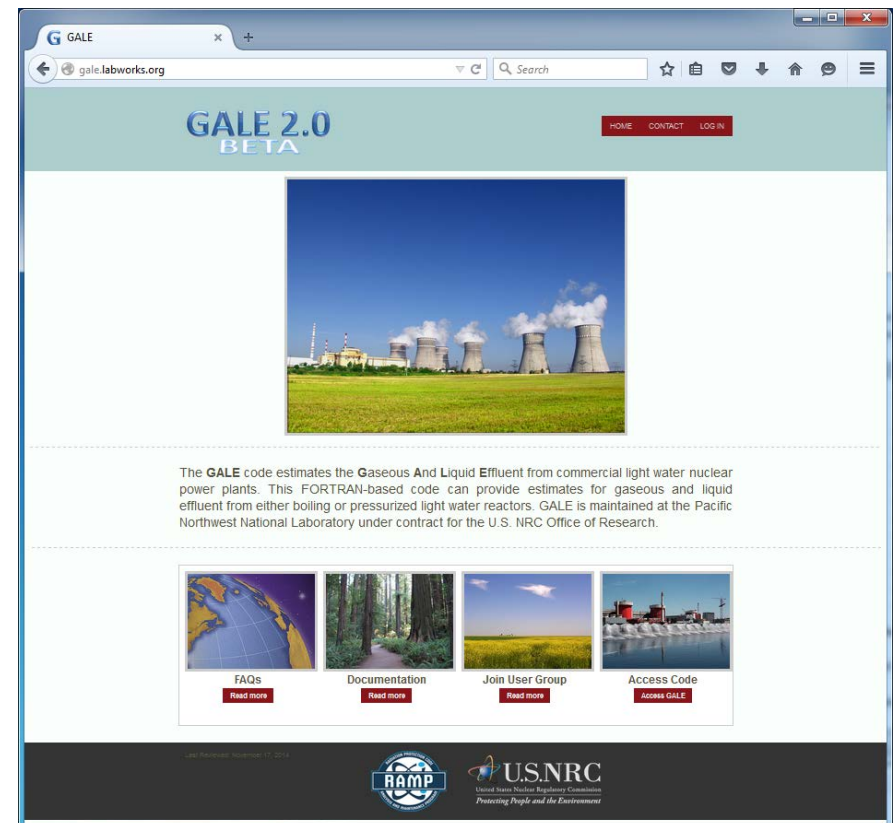 GALE
gale.labworks.org
Search
GALE 2.0
BETA
HOME CONTACT LOG IN
The GALE code estimates the Gaseous And Liquid Effluent from commercial light water nuclear
power plants. This FORTRAN-based code can provide estimates for gaseous and liquid
effluent from either boiling or pressurized light water reactors. GALE is maintained at the Pacific
Northwest National Laboratory under contract for the U.S. NRC Office of Research.
FAQs
Read more
Documentation
Read more
Join User Group
Read more
Access Code
Access GALE
Last Reviewed: November 17, 2014
RAMP
U.S.NRC
United States Nuclear Regulatory Commission
Protecting People and the Environment